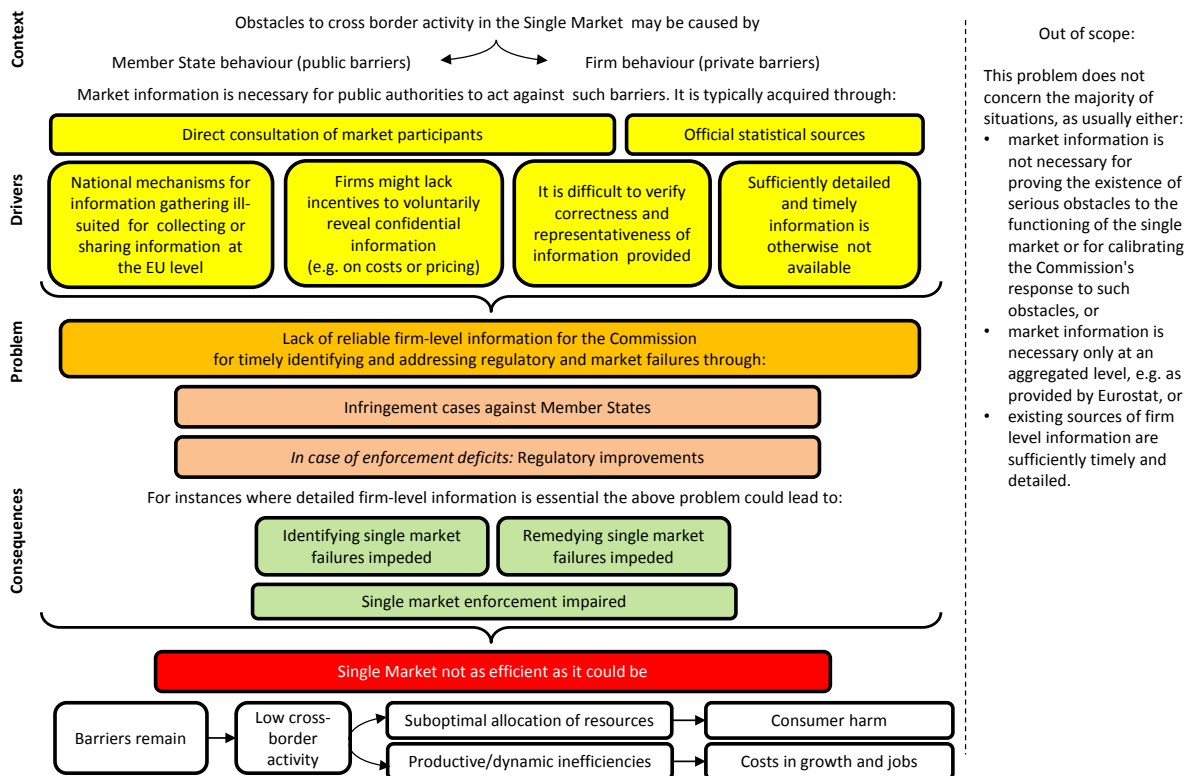 Context
Obstacles to cross border activity in the Single Market may be caused by
Member State behaviour (public barriers)
Firm behaviour (private barriers)
Market information is necessary for public authorities to act against such barriers. It is typically acquired through:
Drivers
Direct consultation of market participants
Official statistical sources
National mechanisms for
information gathering ill-
suited for collecting or
sharing information at
the EU level
Firms might lack
incentives to voluntarily
reveal confidential
information
(e.g. on costs or pricing)
It is difficult to verify
correctness and
representativeness of
information provided
Sufficiently detailed
and timely
information is
otherwise not
available
Problem
Lack of reliable firm-level information for the Commission
for timely identifying and addressing regulatory and market failures through:
Infringement cases against Member States
In case of enforcement deficits: Regulatory improvements
Consequences
For instances where detailed firm-level information is essential the above problem could lead to:
Identifying single market
failures impeded
Remedying single market
failures impeded
Single market enforcement impaired
Single Market not as efficient as it could be
Barriers remain
Low cross-
border
activity
Suboptimal allocation of resources
Consumer harm
Productive/dynamic inefficiencies
Costs in growth and jobs
Out of scope:
This problem does not
concern the majority of
situations, as usually either:
• market information is
not necessary for
proving the existence of
serious obstacles to the
functioning of the single
market or for calibrating
the Commission's
response to such
obstacles, or
• market information is
necessary only at an
aggregated level, e.g. as
provided by Eurostat, or
• existing sources of firm
level information are
sufficiently timely and
detailed.